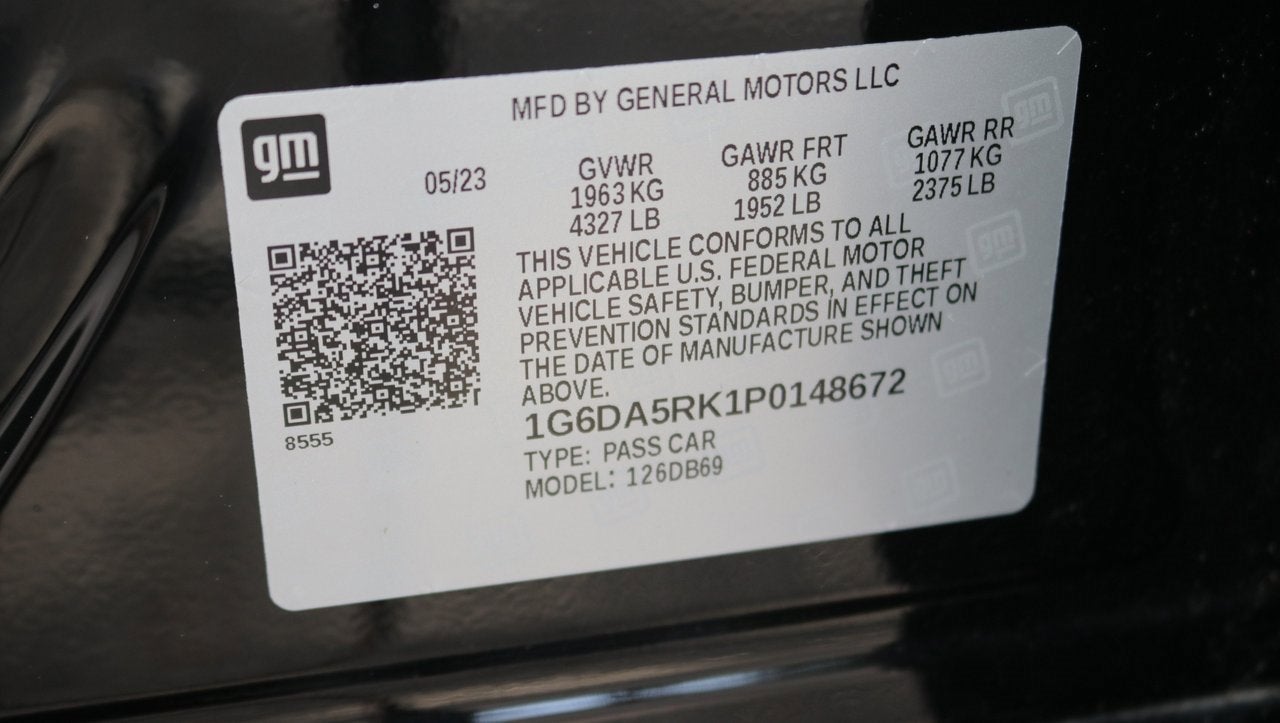 MFD BY GENERAL MOTORS LLC
gm
05/23
GVWR
1963 KG
4327 LB
GAWR FRT
885 KG
1952 LB
GAWR RR
1077 KG
2375 LB
THIS VEHICLE CONFORMS TO ALL
APPLICABLE U.S. FEDERAL MOTOR
VEHICLE SAFETY, BUMPER, AND THEFT
PREVENTION STANDARDS IN EFFECT ON
THE DATE OF MANUFACTURE SHOWN
ABOVE.
1G6DA5RK1P0148672
TYPE: PASS CAR
MODEL: 126DB69
8555